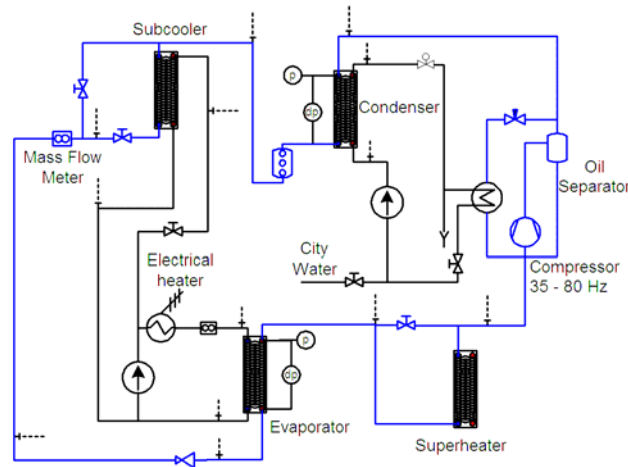 Subcooler
p
dp
Condenser
Mass Flow
Meter
Oil
Separator
City
Water
Electrical
heater
Compressor
35 - 80 Hz
p
dp
Evaporator
Superheater